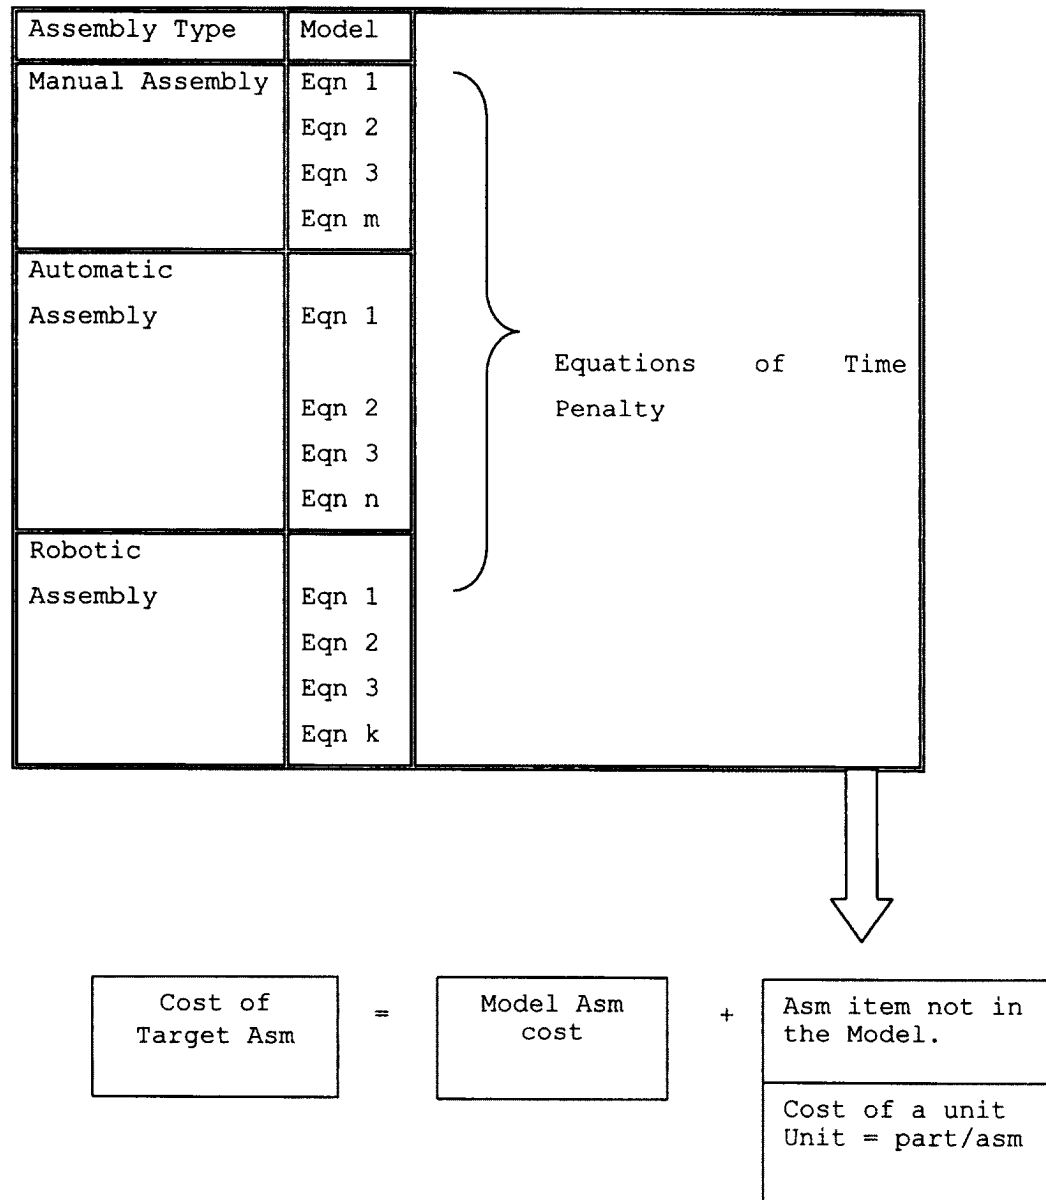 Assembly Type Model
Manual Assembly Eqn 1
Eqn 2
Eqn 3
Eqn m
Automatic
Assembly Eqn 1
Equations of Time
Penalty
Eqn 2
Eqn 3
Eqn n
Robotic
Assembly Eqn 1
Eqn 2
Eqn 3
Eqn k
Cost of
Target Asm
=
Model Asm
cost
+
Asm item not in
the Model.
Cost of a unit
Unit = part/asm